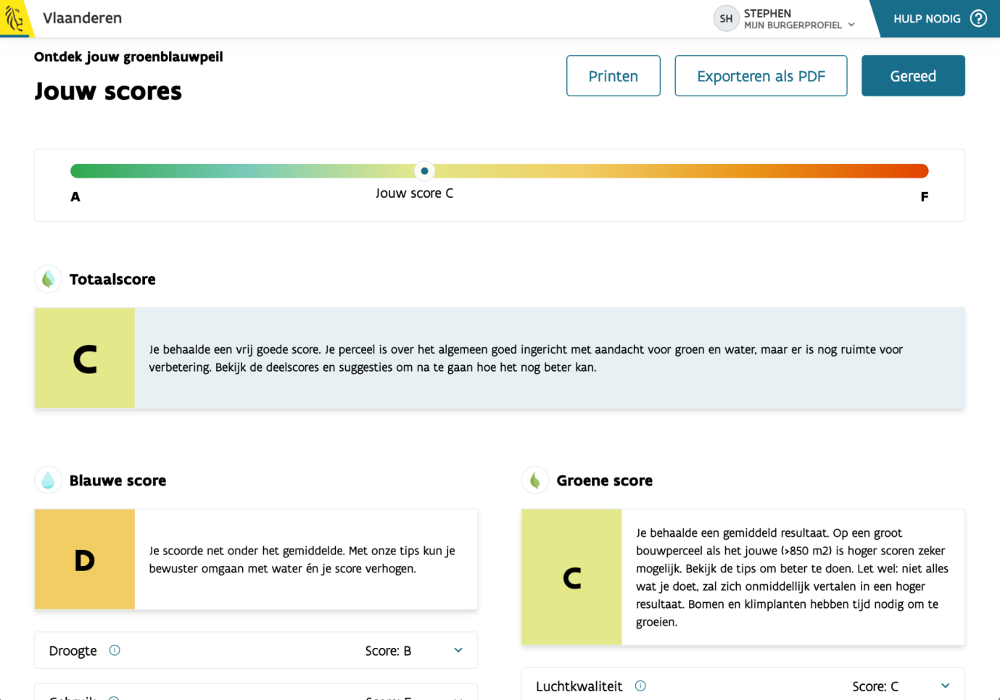 Vlaanderen
SH
STEPHEN
MIJN BURGERPROFIEL
HULP NODIG ?
Ontdek jouw groenblauwpeil
Jouw scores
Printen
Exporteren als PDF
Gereed
A
Jouw score C
F
Totaalscore
C
Je behaalde een vrij goede score. Je perceel is over het algemeen goed ingericht met aandacht voor groen en water, maar er is nog ruimte voor
verbetering. Bekijk de deelscores en suggesties om na te gaan hoe het nog beter kan.
Blauwe score
D
Je scoorde net onder het gemiddelde. Met onze tips kun je
bewuster omgaan met water én je score verhogen.
Droogte
Score: B
Groene score
C
Je behaalde een gemiddeld resultaat. Op een groot
bouwperceel als het jouwe (>850 m2) is hoger scoren zeker
mogelijk. Bekijk de tips om beter te doen. Let wel: niet alles
wat je doet, zal zich onmiddellijk vertalen in een hoger
resultaat. Bomen en klimplanten hebben tijd nodig om te
groeien.
Luchtkwaliteit
Score: C